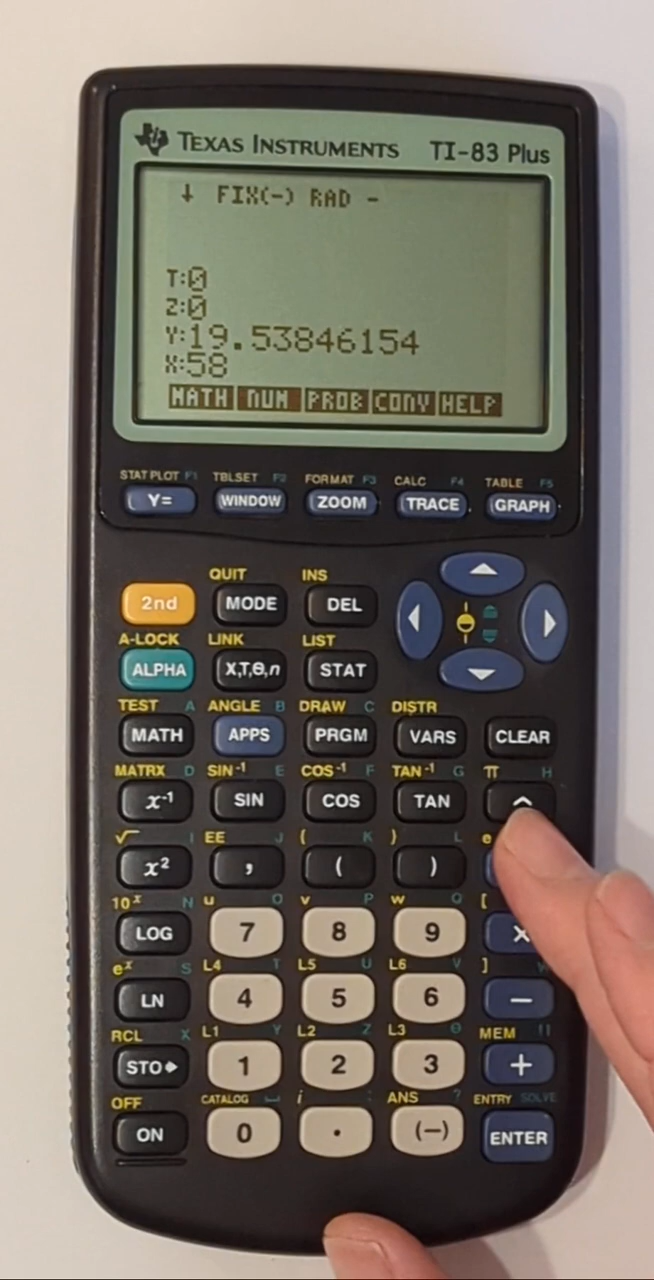 TEXAS INSTRUMENTS TI-83 Plus
↓ FIX(-) RAD -
T:0
Z:0
Y:19.53846154
X:58
MATH NUM PROB CONV HELP
STAT PLOT F1 TBLSET F2 FORMAT F3 CALC F4 TABLE F5
Y= WINDOW ZOOM TRACE GRAPH
QUIT INS
2nd MODE DEL
A-LOCK LINK LIST
ALPHA X,T,θ,n STAT
TEST A ANGLE B DRAW C DISTR
MATH APPS PRGM VARS CLEAR
MATRX D SIN⁻¹ E COS⁻¹ F TAN⁻¹ G π H
x⁻¹ SIN COS TAN ^
√ I EE J { K } L e
x² , ( )
10ˣ N u O v P w Q [
LOG 7 8 9 ×
eˣ S L4 T L5 U L6 V ]
LN 4 5 6 −
RCL X L1 Y L2 Z L3 θ MEM "
STO➧ 1 2 3 +
OFF CATALOG i : ANS ? ENTRY SOLVE
ON 0 . (−) ENTER